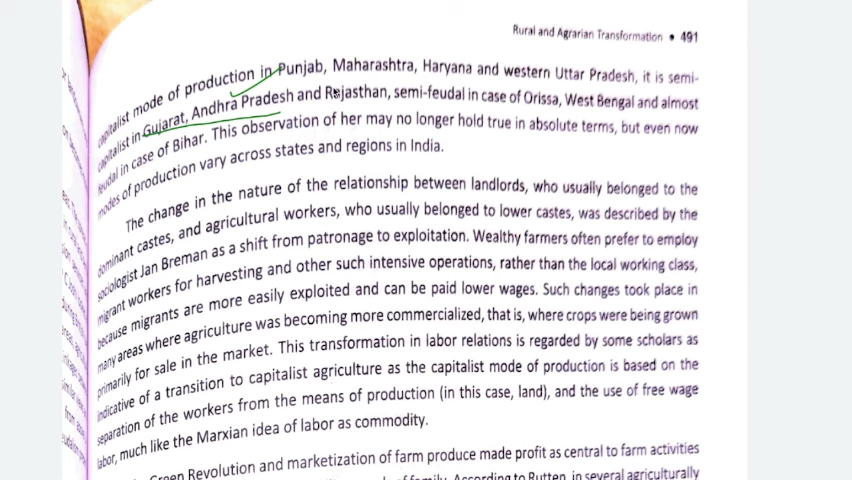 Rural and Agrarian Transformation • 491
capitalist mode of production in Punjab, Maharashtra, Haryana and western Uttar Pradesh, it is semi-
capitalist in Gujarat, Andhra Pradesh and Rajasthan, semi-feudal in case of Orissa, West Bengal and almost
feudal in case of Bihar. This observation of her may no longer hold true in absolute terms, but even now
modes of production vary across states and regions in India.
The change in the nature of the relationship between landlords, who usually belonged to the
dominant castes, and agricultural workers, who usually belonged to lower castes, was described by the
sociologist Jan Breman as a shift from patronage to exploitation. Wealthy farmers often prefer to employ
migrant workers for harvesting and other such intensive operations, rather than the local working class,
because migrants are more easily exploited and can be paid lower wages. Such changes took place in
many areas where agriculture was becoming more commercialized, that is, where crops were being grown
primarily for sale in the market. This transformation in labor relations is regarded by some scholars as
indicative of a transition to capitalist agriculture as the capitalist mode of production is based on the
separation of the workers from the means of production (in this case, land), and the use of free wage
labor, much like the Marxian idea of labor as commodity.
Green Revolution and marketization of farm produce made profit as central to farm activities
of family. According to Rutten, in several agriculturally